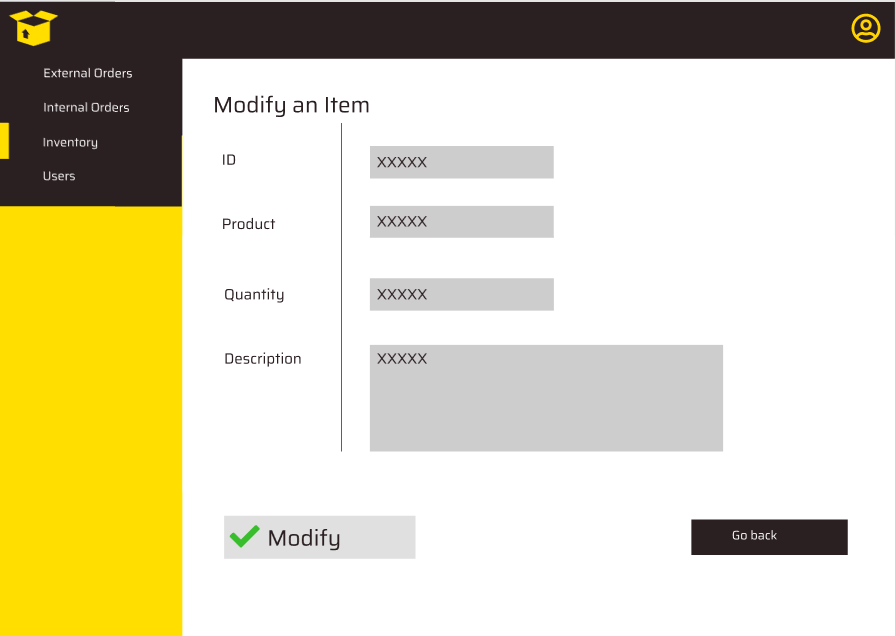 External Orders
Internal Orders
Inventory
Users
Modify an Item
ID
XXXXX
Product
XXXXX
Quantity
XXXXX
Description
XXXXX
Modify
Go back